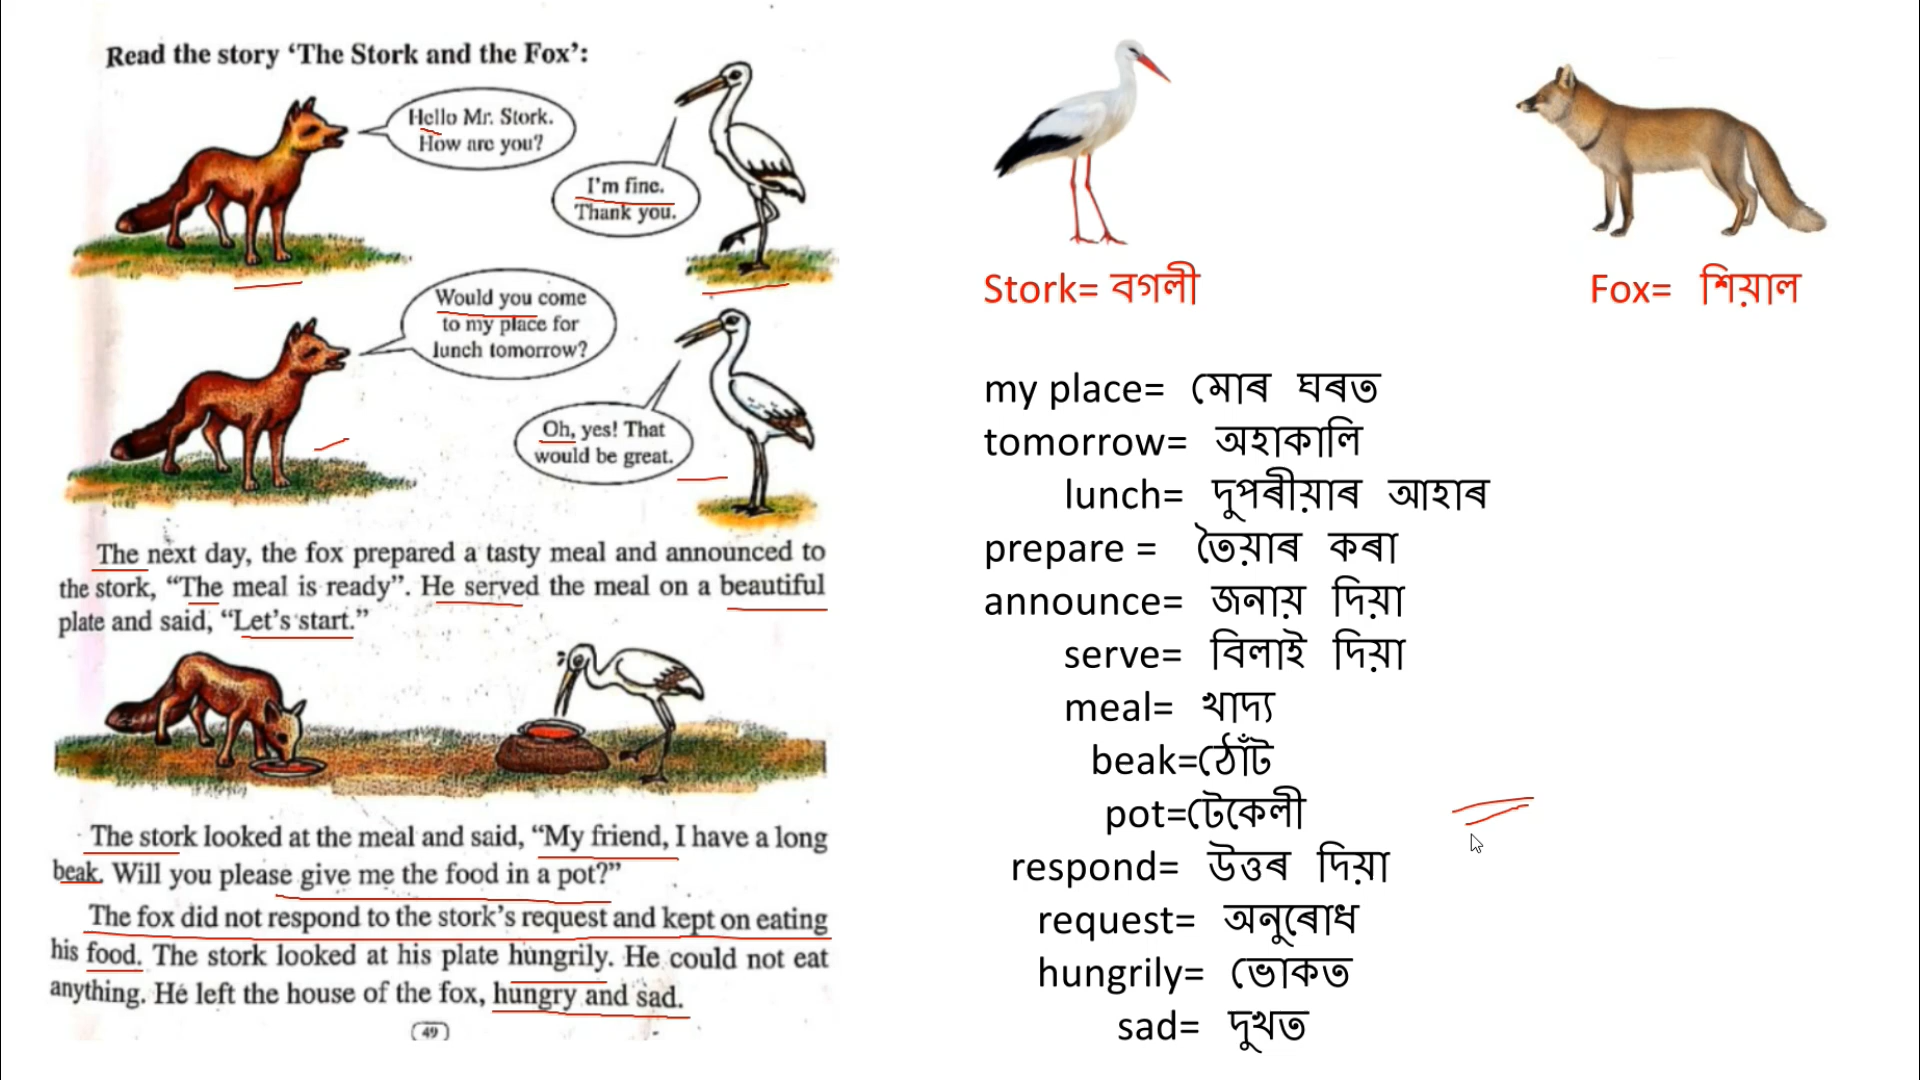 Read the story ‘The Stork and the Fox’:
Hello Mr. Stork.
How are you?
I’m fine.
Thank you.
Would you come
to my place for
lunch tomorrow?
Oh, yes! That
would be great.
The next day, the fox prepared a tasty meal and announced to
the stork, “The meal is ready”. He served the meal on a beautiful
plate and said, “Let’s start.”
The stork looked at the meal and said, “My friend, I have a long
beak. Will you please give me the food in a pot?”
The fox did not respond to the stork’s request and kept on eating
his food. The stork looked at his plate hungrily. He could not eat
anything. He left the house of the fox, hungry and sad.
49
Stork= বগলী
Fox= শিয়াল
my place= মোৰ ঘৰত
tomorrow= অহাকালি
lunch= দুপৰীয়াৰ আহাৰ
prepare = তৈয়াৰ কৰা
announce= জনায় দিয়া
serve= বিলাই দিয়া
meal= খাদ্য
beak=ঠোঁট
pot=টেকেলী
respond= উত্তৰ দিয়া
request= অনুৰোধ
hungrily= ভোকত
sad= দুখত